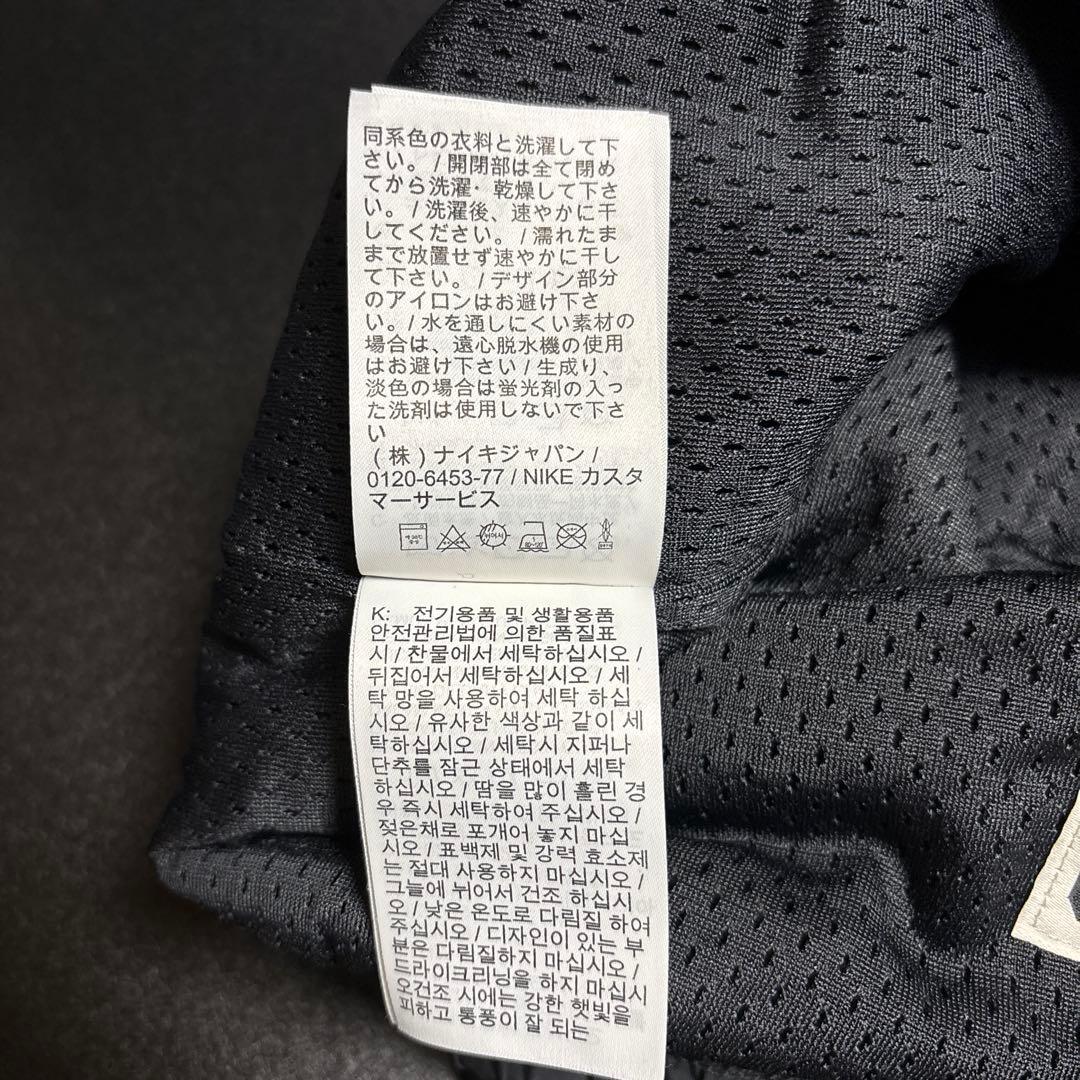 同系色の衣料と洗濯して下
さい。/開閉部は全て閉め
てから洗濯・乾燥して下さ
い。/洗濯後、速やかに干
してください。/濡れたま
まで放置せず速やかに干し
て下さい。/デザイン部分
のアイロンはお避け下さ
い。/水を通しにくい素材の
場合は、遠心脱水機の使用
はお避け下さい/生成り、
淡色の場合は蛍光剤の入っ
た洗剤は使用しないで下さ
い
(株)ナイキジャパン/
0120-6453-77 / NIKE カスタ
マーサービス
K: 전기용품 및 생활용품
안전관리법에 의한 품질표
시 / 찬물에서 세탁하십시오 /
뒤집어서 세탁하십시오 / 세
탁 망을 사용하여 세탁 하십
시오 / 유사한 색상과 같이 세
탁하십시오 / 세탁시 지퍼나
단추를 잠근 상태에서 세탁
하십시오 / 땀을 많이 흘린 경
우 즉시 세탁하여 주십시오 /
젖은채로 포개어 놓지 마십
시오 / 표백제 및 강력 효소제
는 절대 사용하지 마십시오 /
그늘에 뉘어서 건조 하십시
오 / 낮은 온도로 다림질 하여
주십시오 / 디자인이 있는 부
분은 다림질하지 마십시오 /
드라이크리닝을 하지 마십시
오건조 시에는 강한 햇빛을
피하고 통풍이 잘 되는